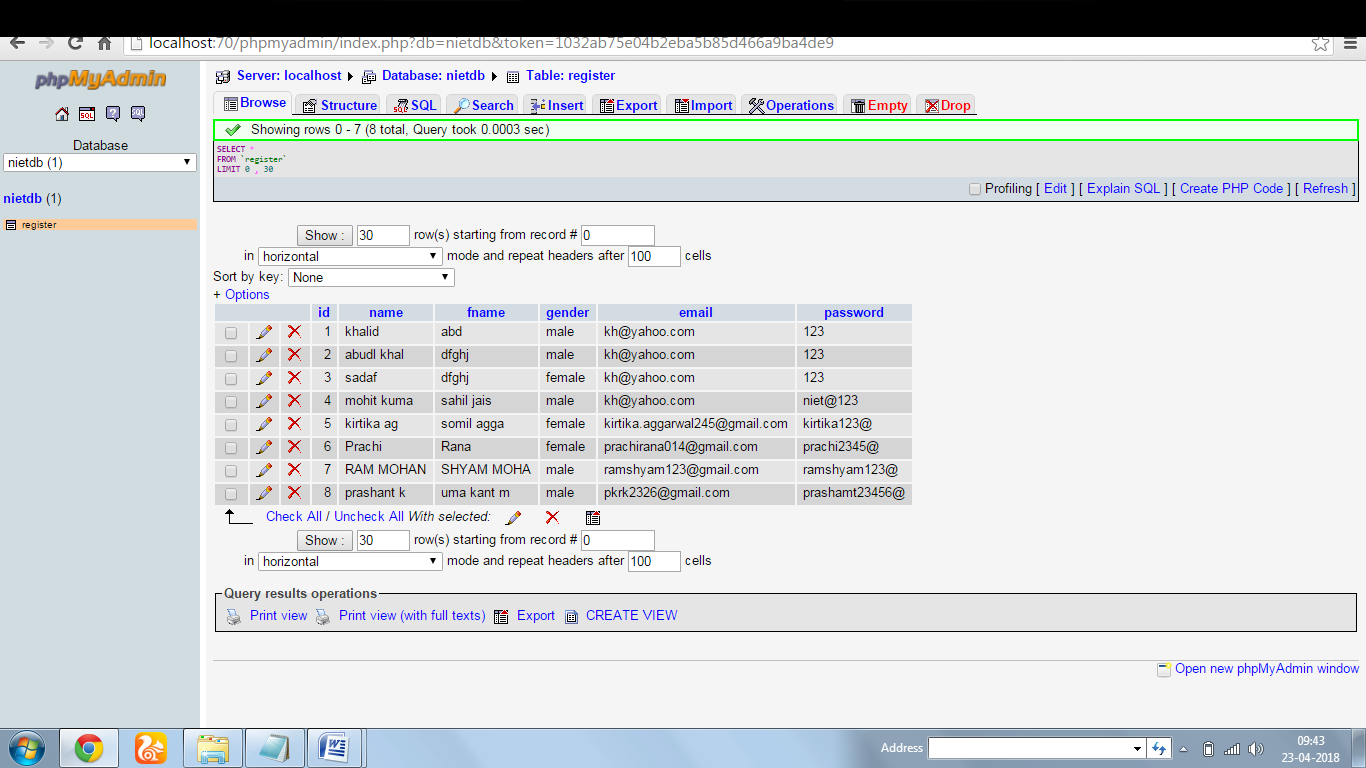 localhost:70/phpmyadmin/index.php?db=nietdb&token=1032ab75e04b2eba5b85d466a9ba4de9
phpMyAdmin
SQL
Database
nietdb (1)
nietdb (1)
register
Server: localhost Database: nietdb Table: register
Browse Structure SQL Search Insert Export Import Operations Empty Drop
Showing rows 0 - 7 (8 total, Query took 0.0003 sec)
SELECT *
FROM `register`
LIMIT 0 , 30
Profiling [ Edit ] [ Explain SQL ] [ Create PHP Code ] [ Refresh ]
Show : 30 row(s) starting from record # 0
in horizontal mode and repeat headers after 100 cells
Sort by key: None
+ Options
id name fname gender email password
1 khalid abd male kh@yahoo.com 123
2 abudl khal dfghj male kh@yahoo.com 123
3 sadaf dfghj female kh@yahoo.com 123
4 mohit kuma sahil jais male kh@yahoo.com niet@123
5 kirtika ag somil agga female kirtika.aggarwal245@gmail.com kirtika123@
6 Prachi Rana female prachirana014@gmail.com prachi2345@
7 RAM MOHAN SHYAM MOHA male ramshyam123@gmail.com ramshyam123@
8 prashant k uma kant m male pkrk2326@gmail.com prashamt23456@
Check All / Uncheck All With selected:
Show : 30 row(s) starting from record # 0
in horizontal mode and repeat headers after 100 cells
Query results operations
Print view Print view (with full texts) Export CREATE VIEW
Open new phpMyAdmin window
Address
09:43
23-04-2018